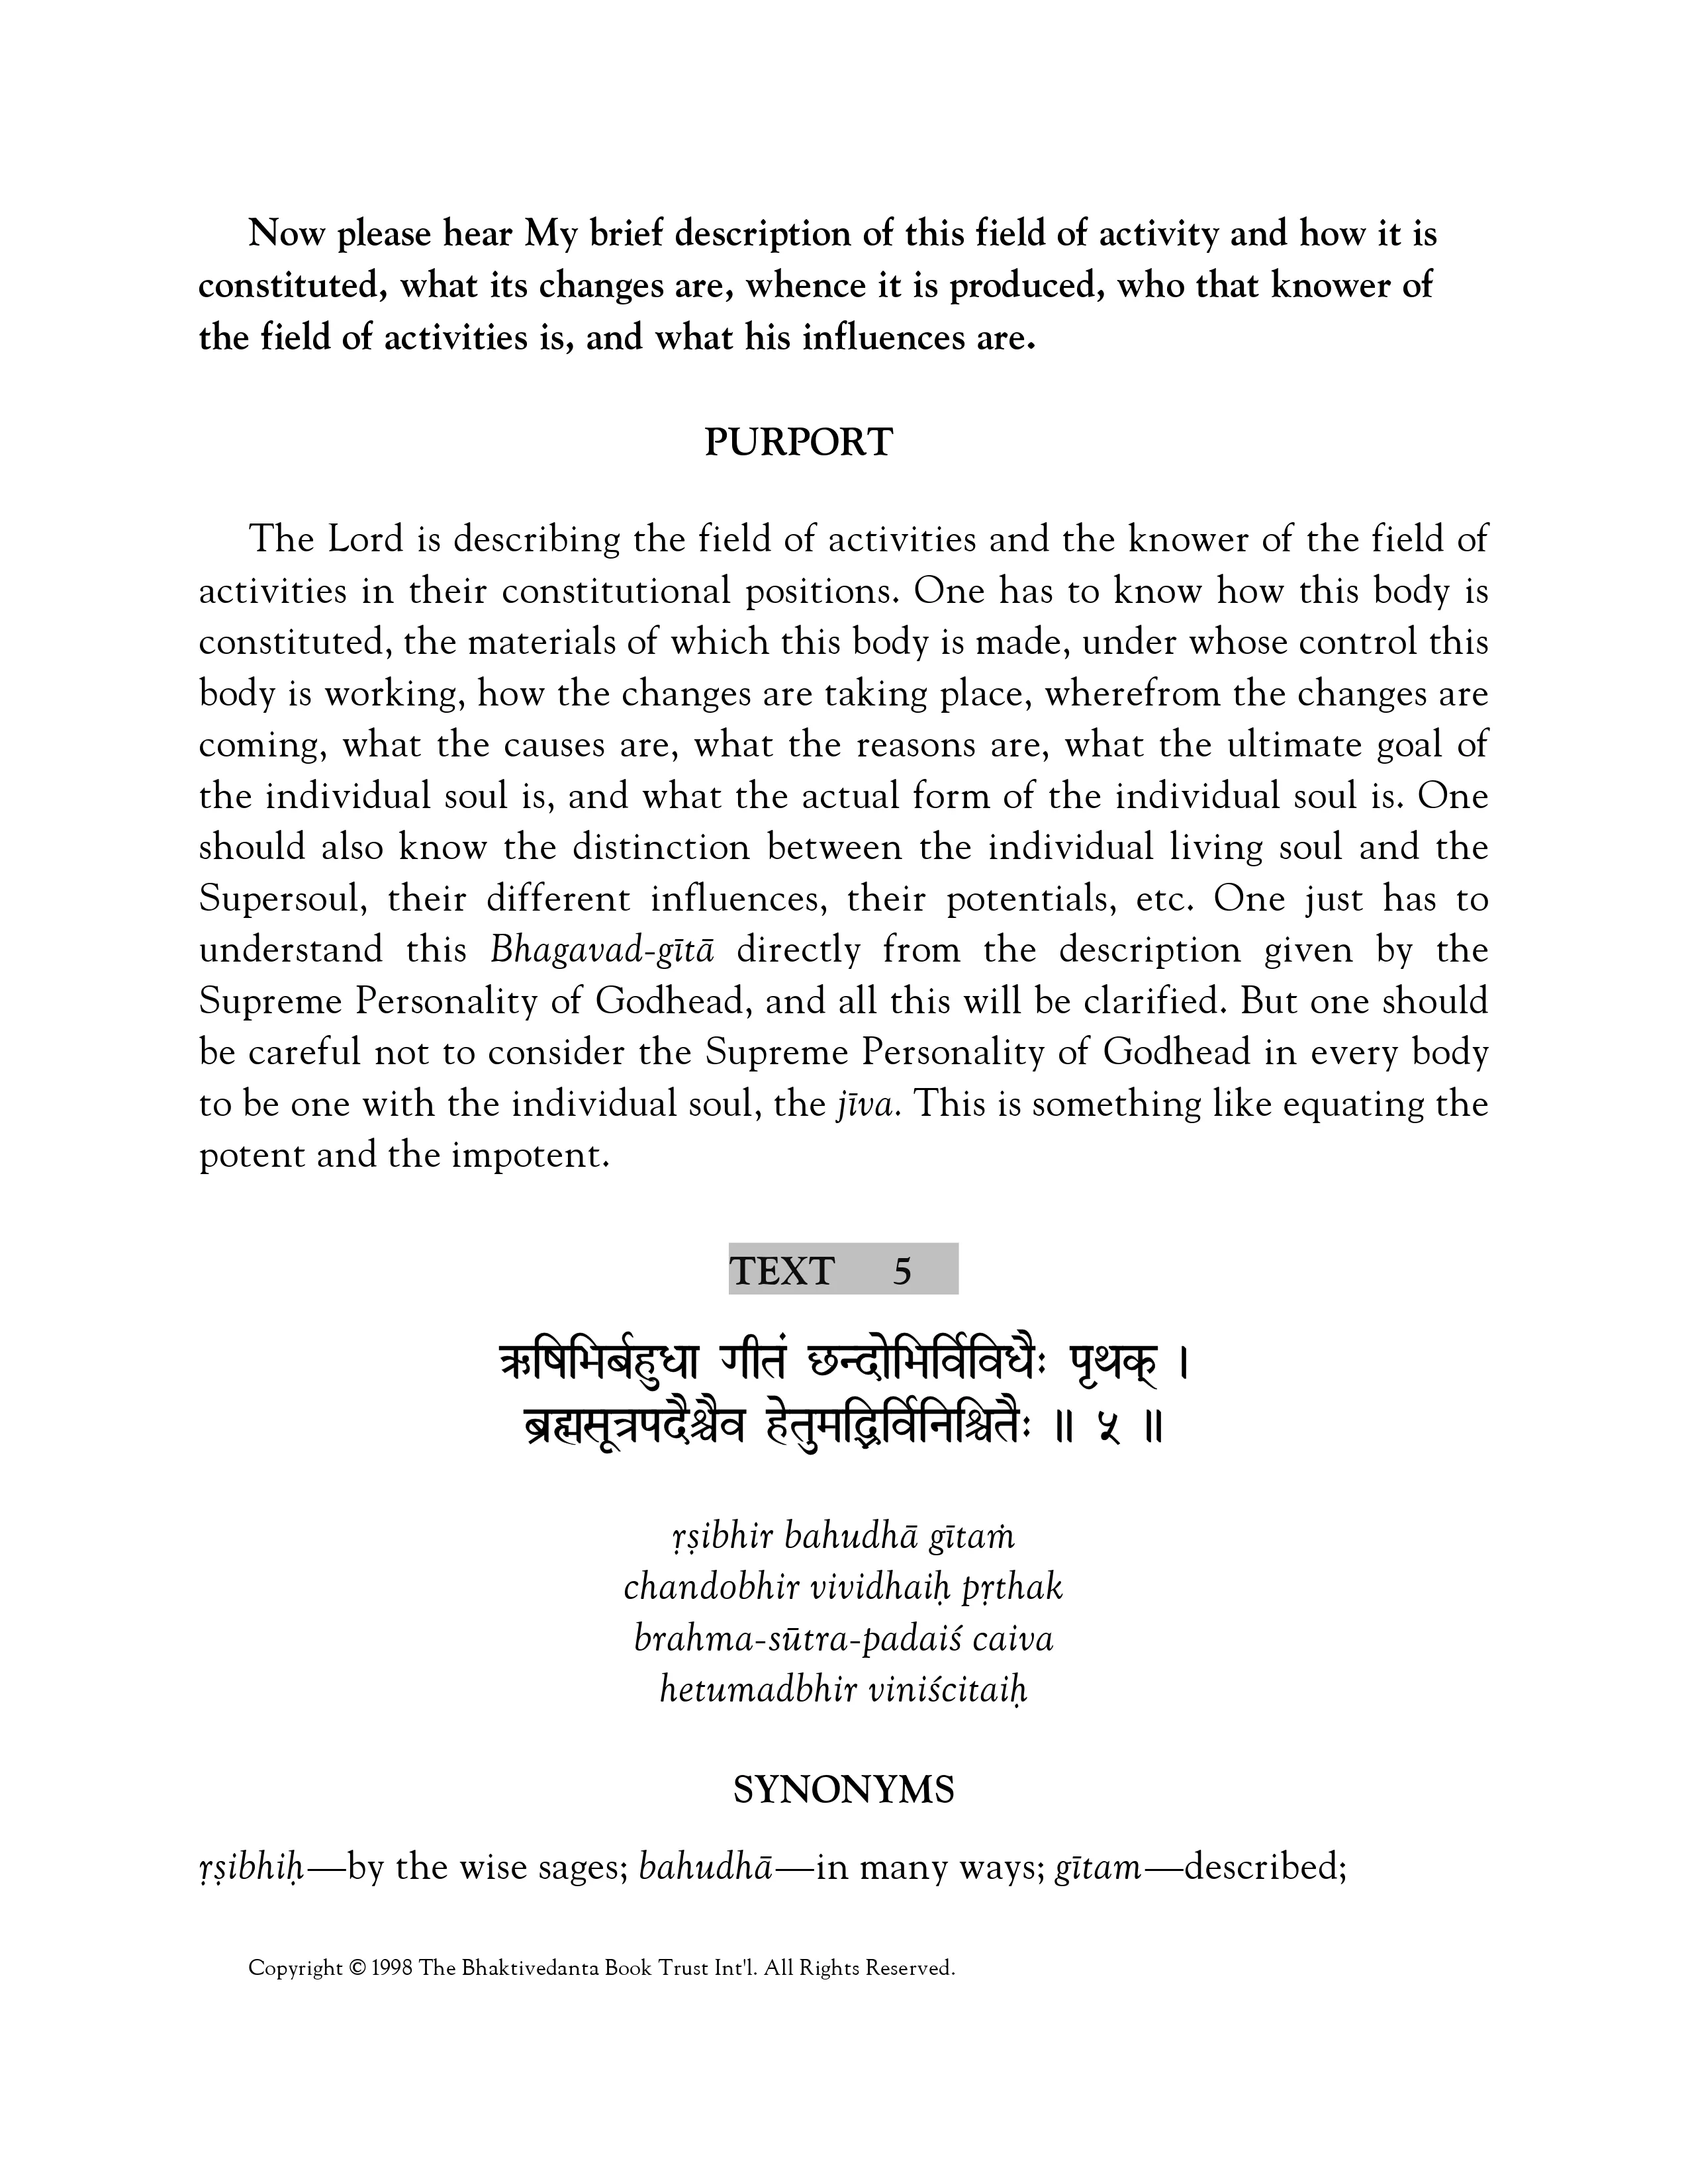 Now please hear My brief description of this field of activity and how it is
constituted, what its changes are, whence it is produced, who that knower of
the field of activities is, and what his influences are.
PURPORT
The Lord is describing the field of activities and the knower of the field of
activities in their constitutional positions. One has to know how this body is
constituted, the materials of which this body is made, under whose control this
body is working, how the changes are taking place, wherefrom the changes are
coming, what the causes are, what the reasons are, what the ultimate goal of
the individual soul is, and what the actual form of the individual soul is. One
should also know the distinction between the individual living soul and the
Supersoul, their different influences, their potentials, etc. One just has to
understand this Bhagavad-gītā directly from the description given by the
Supreme Personality of Godhead, and all this will be clarified. But one should
be careful not to consider the Supreme Personality of Godhead in every body
to be one with the individual soul, the jīva. This is something like equating the
potent and the impotent.
TEXT 5
ऋषिभिर्बहुधा गीतं छन्दोभिर्विविधैः पृथक् ।
ब्रह्मसूत्रपदैश्चैव हेतुमद्भिर्विनिश्चितैः ॥ ५ ॥
ṛṣibhir bahudhā gītaṁ
chandobhir vividhaiḥ pṛthak
brahma-sūtra-padaiś caiva
hetumadbhir viniścitaiḥ
SYNONYMS
ṛṣibhiḥ—by the wise sages; bahudhā—in many ways; gītam—described;
Copyright © 1998 The Bhaktivedanta Book Trust Int'l. All Rights Reserved.